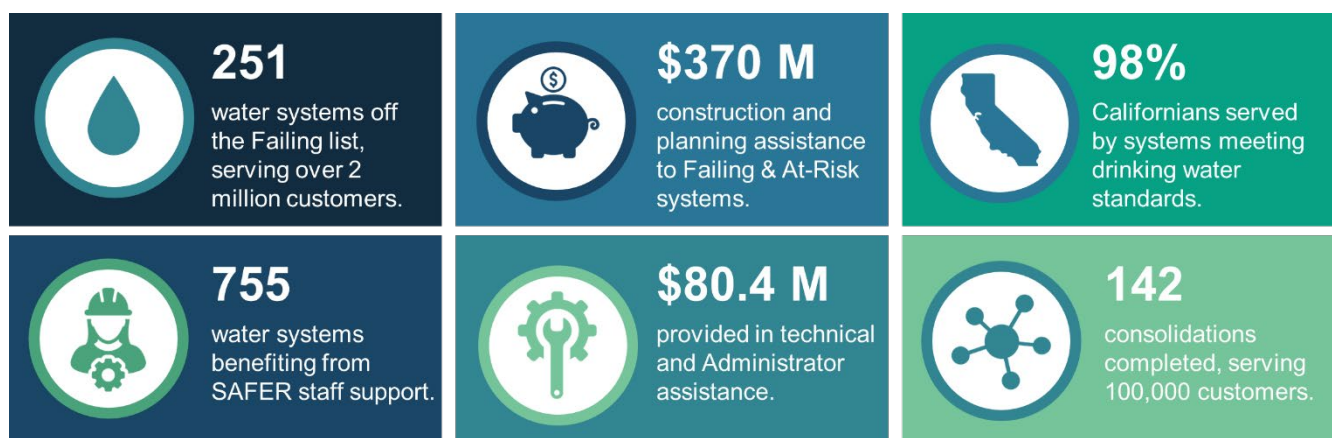 251
water systems off
the Failing list,
serving over 2
million customers.
$370 M
construction and
planning assistance
to Failing & At-Risk
systems.
98%
Californians served
by systems meeting
drinking water
standards.
755
water systems
benefiting from
SAFER staff support.
$80.4 M
provided in technical
and Administrator
assistance.
142
consolidations
completed, serving
100,000 customers.